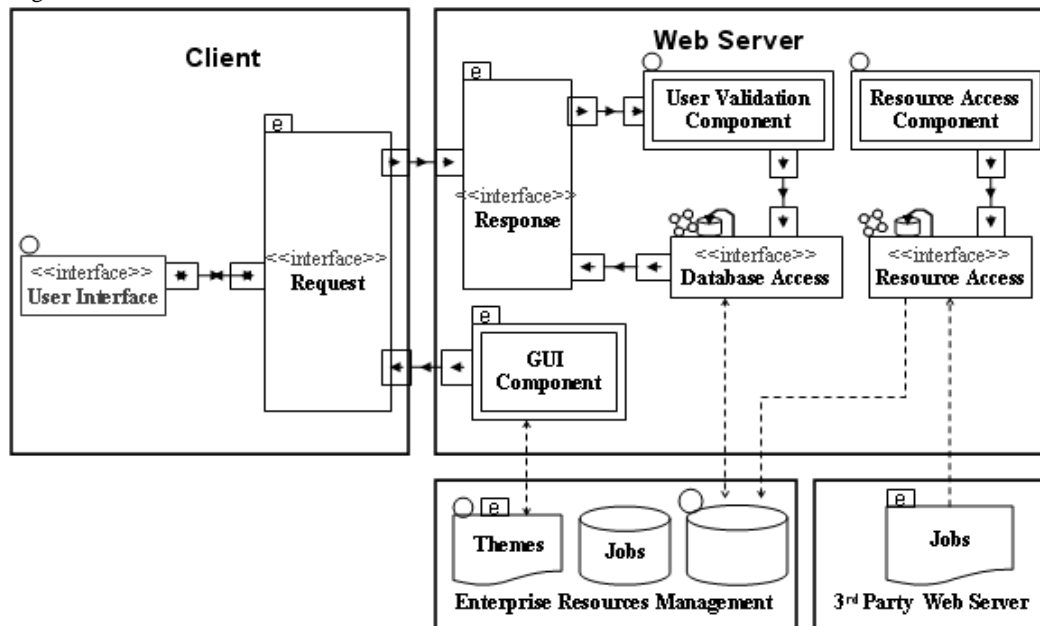 Client
Web Server
e
e
User Validation
Component
Resource Access
Component
<<interface>>
Response
<<interface>>
Request
<<interface>>
User Interface
<<interface>>
Database Access
<<interface>>
Resource Access
e
GUI
Component
e
Themes
Jobs
Enterprise Resources Management
e
Jobs
3rd Party Web Server